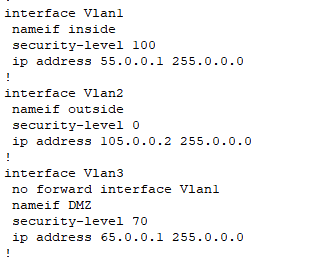 interface Vlan1
nameif inside
security-level 100
ip address 55.0.0.1 255.0.0.0
!
interface Vlan2
nameif outside
security-level 0
ip address 105.0.0.2 255.0.0.0
!
interface Vlan3
no forward interface Vlan1
nameif DMZ
security-level 70
ip address 65.0.0.1 255.0.0.0
!